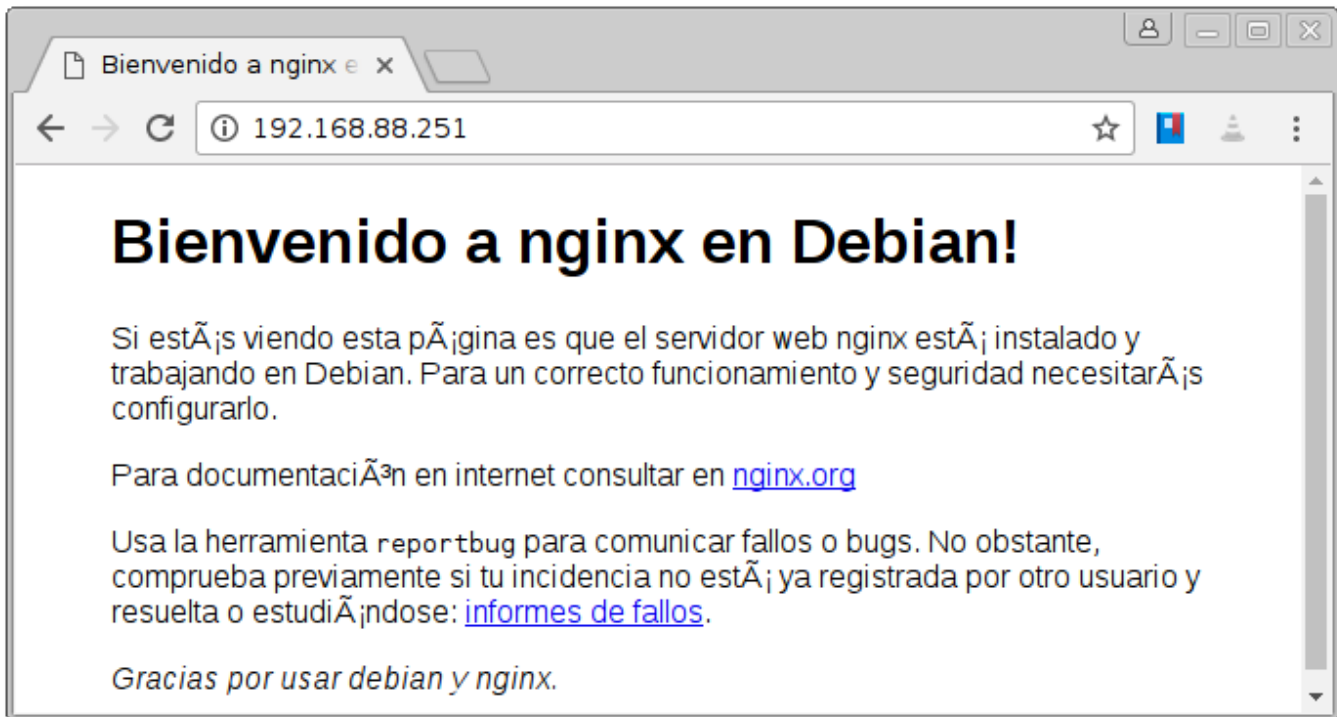 Bienvenido a nginx e
192.168.88.251
Bienvenido a nginx en Debian!
Si estÃ¡s viendo esta pÃ¡gina es que el servidor web nginx estÃ¡ instalado y
trabajando en Debian. Para un correcto funcionamiento y seguridad necesitarÃ¡s
configurarlo.
Para documentaciÃ³n en internet consultar en nginx.org
Usa la herramienta reportbug para comunicar fallos o bugs. No obstante,
comprueba previamente si tu incidencia no estÃ¡ ya registrada por otro usuario y
resuelta o estudiÃ¡ndose: informes de fallos.
Gracias por usar debian y nginx.